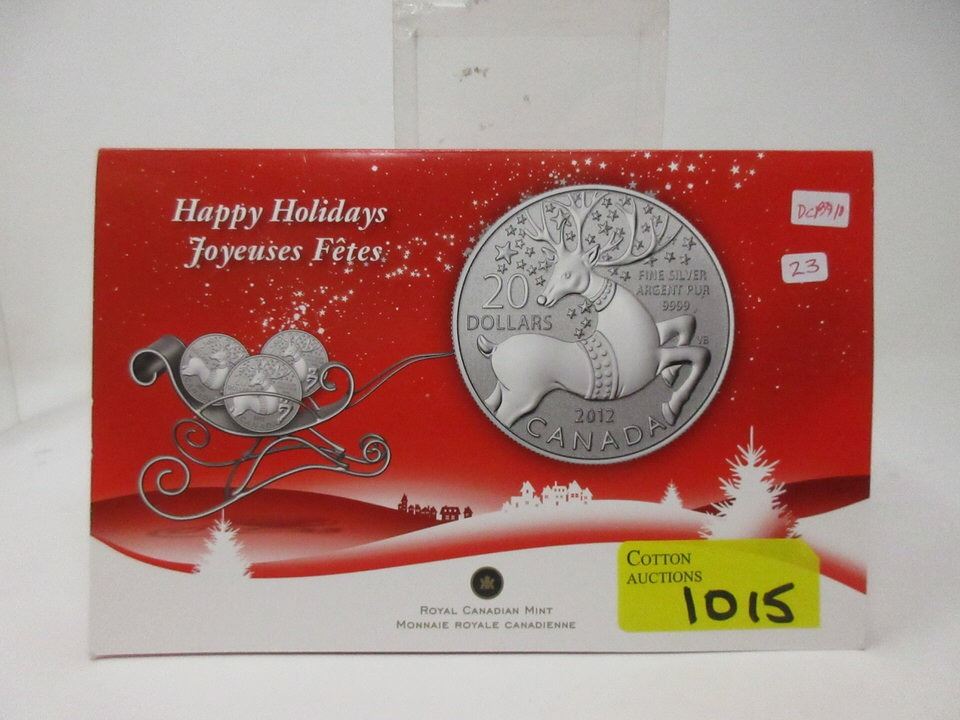 Happy Holidays
Joyeuses Fêtes
20
DOLLARS
FINE SILVER
ARGENT PUR
9999
VB
2012
CANADA
23
ROYAL CANADIAN MINT
MONNAIE ROYALE CANADIENNE
COTTON
AUCTIONS
1015